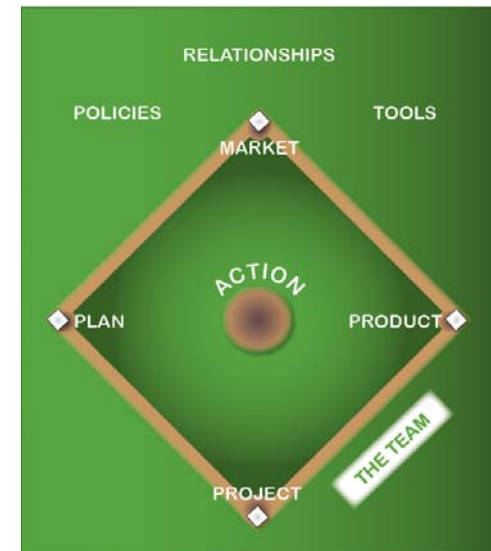 RELATIONSHIPS
POLICIES
TOOLS
MARKET
ACTION
PLAN
PRODUCT
THE TEAM
PROJECT